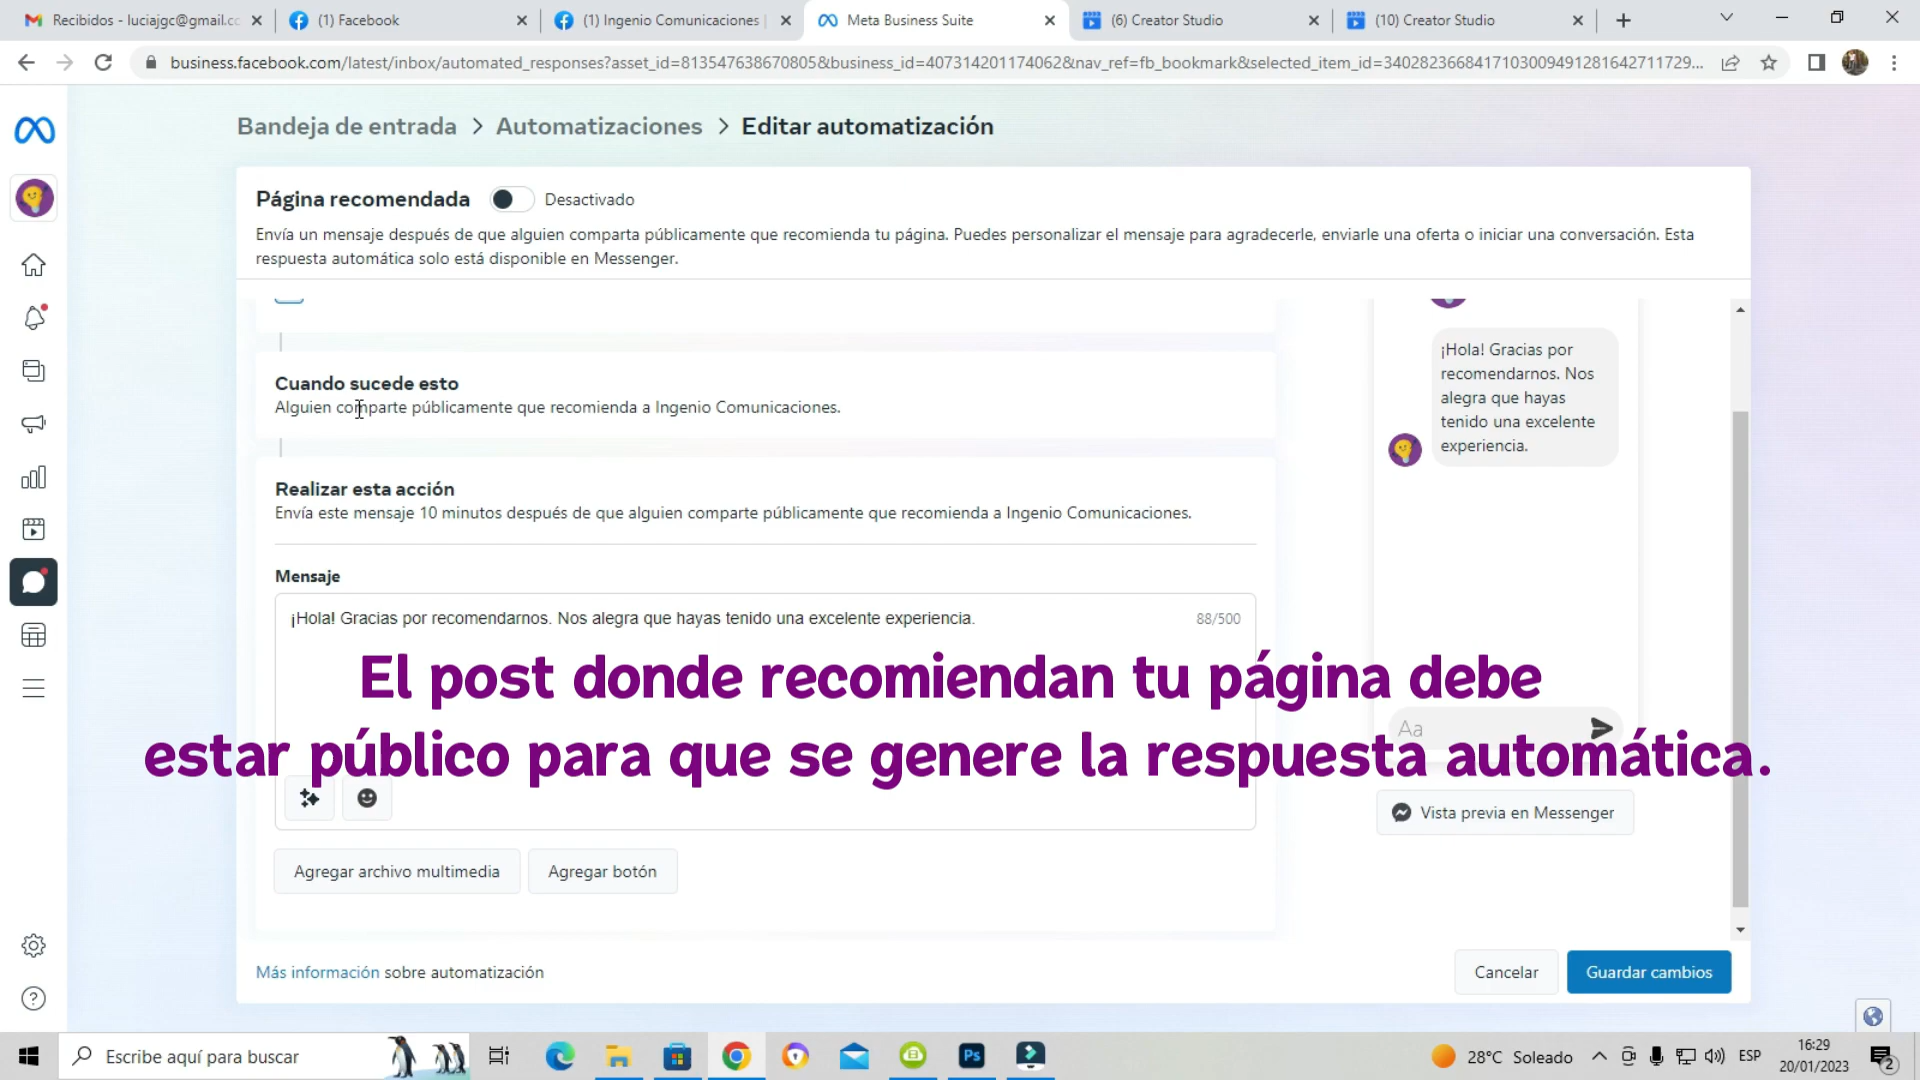 Recibidos - luciajgc@gmail.cc
(1) Facebook
(1) Ingenio Comunicaciones |
Meta Business Suite
(6) Creator Studio
(10) Creator Studio
business.facebook.com/latest/inbox/automated_responses?asset_id=813547638670805&business_id=407314201174062&nav_ref=fb_bookmark&selected_item_id=3402823668417103009491281642711729...
Bandeja de entrada > Automatizaciones > Editar automatización
Página recomendada Desactivado
Envía un mensaje después de que alguien comparta públicamente que recomienda tu página. Puedes personalizar el mensaje para agradecerle, enviarle una oferta o iniciar una conversación. Esta
respuesta automática solo está disponible en Messenger.
Cuando sucede esto
Alguien comparte públicamente que recomienda a Ingenio Comunicaciones.
Realizar esta acción
Envía este mensaje 10 minutos después de que alguien comparte públicamente que recomienda a Ingenio Comunicaciones.
Mensaje
¡Hola! Gracias por recomendarnos. Nos alegra que hayas tenido una excelente experiencia.
88/500
¡Hola! Gracias por
recomendarnos. Nos
alegra que hayas
tenido una excelente
experiencia.
Aa
El post donde recomiendan tu página debe
estar público para que se genere la respuesta automática.
Vista previa en Messenger
Agregar archivo multimedia
Agregar botón
Más información sobre automatización
Cancelar
Guardar cambios
Escribe aquí para buscar
Ps
28°C Soleado
ESP
16:29
20/01/2023
2